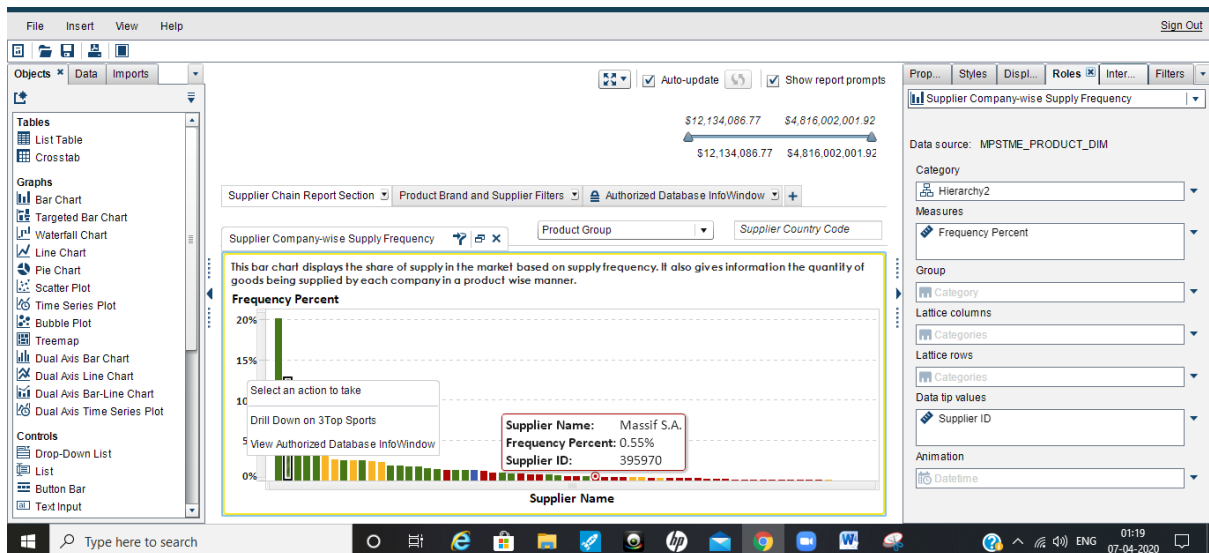 File Insert View Help Sign Out
Objects Data Imports
Auto-update Show report prompts
Prop... Styles Displ... Roles Inter... Filters
Supplier Company-wise Supply Frequency
Tables
List Table
Crosstab
Graphs
Bar Chart
Targeted Bar Chart
Waterfall Chart
Line Chart
Pie Chart
Scatter Plot
Time Series Plot
Bubble Plot
Treemap
Dual Axis Bar Chart
Dual Axis Line Chart
Dual Axis Bar-Line Chart
Dual Axis Time Series Plot
Controls
Drop-Down List
List
Button Bar
Text Input
$12,134,086.77 $4,816,002,001.92
$12,134,086.77 $4,816,002,001.92
Supplier Chain Report Section Product Brand and Supplier Filters Authorized Database InfoWindow +
Supplier Company-wise Supply Frequency
Product Group
Supplier Country Code
This bar chart displays the share of supply in the market based on supply frequency. It also gives information the quantity of
goods being supplied by each company in a product wise manner.
Frequency Percent
20%
15%
10
5
0%
Select an action to take
Drill Down on 3Top Sports
View Authorized Database InfoWindow
Supplier Name: Massif S.A.
Frequency Percent: 0.55%
Supplier ID: 395970
Supplier Name
Data source: MPSTME_PRODUCT_DIM
Category
Hierarchy2
Measures
Frequency Percent
Group
Category
Lattice columns
Categories
Lattice rows
Categories
Data tip values
Supplier ID
Animation
Datetime
Type here to search
hp
W
ENG
01:19
07-04-2020